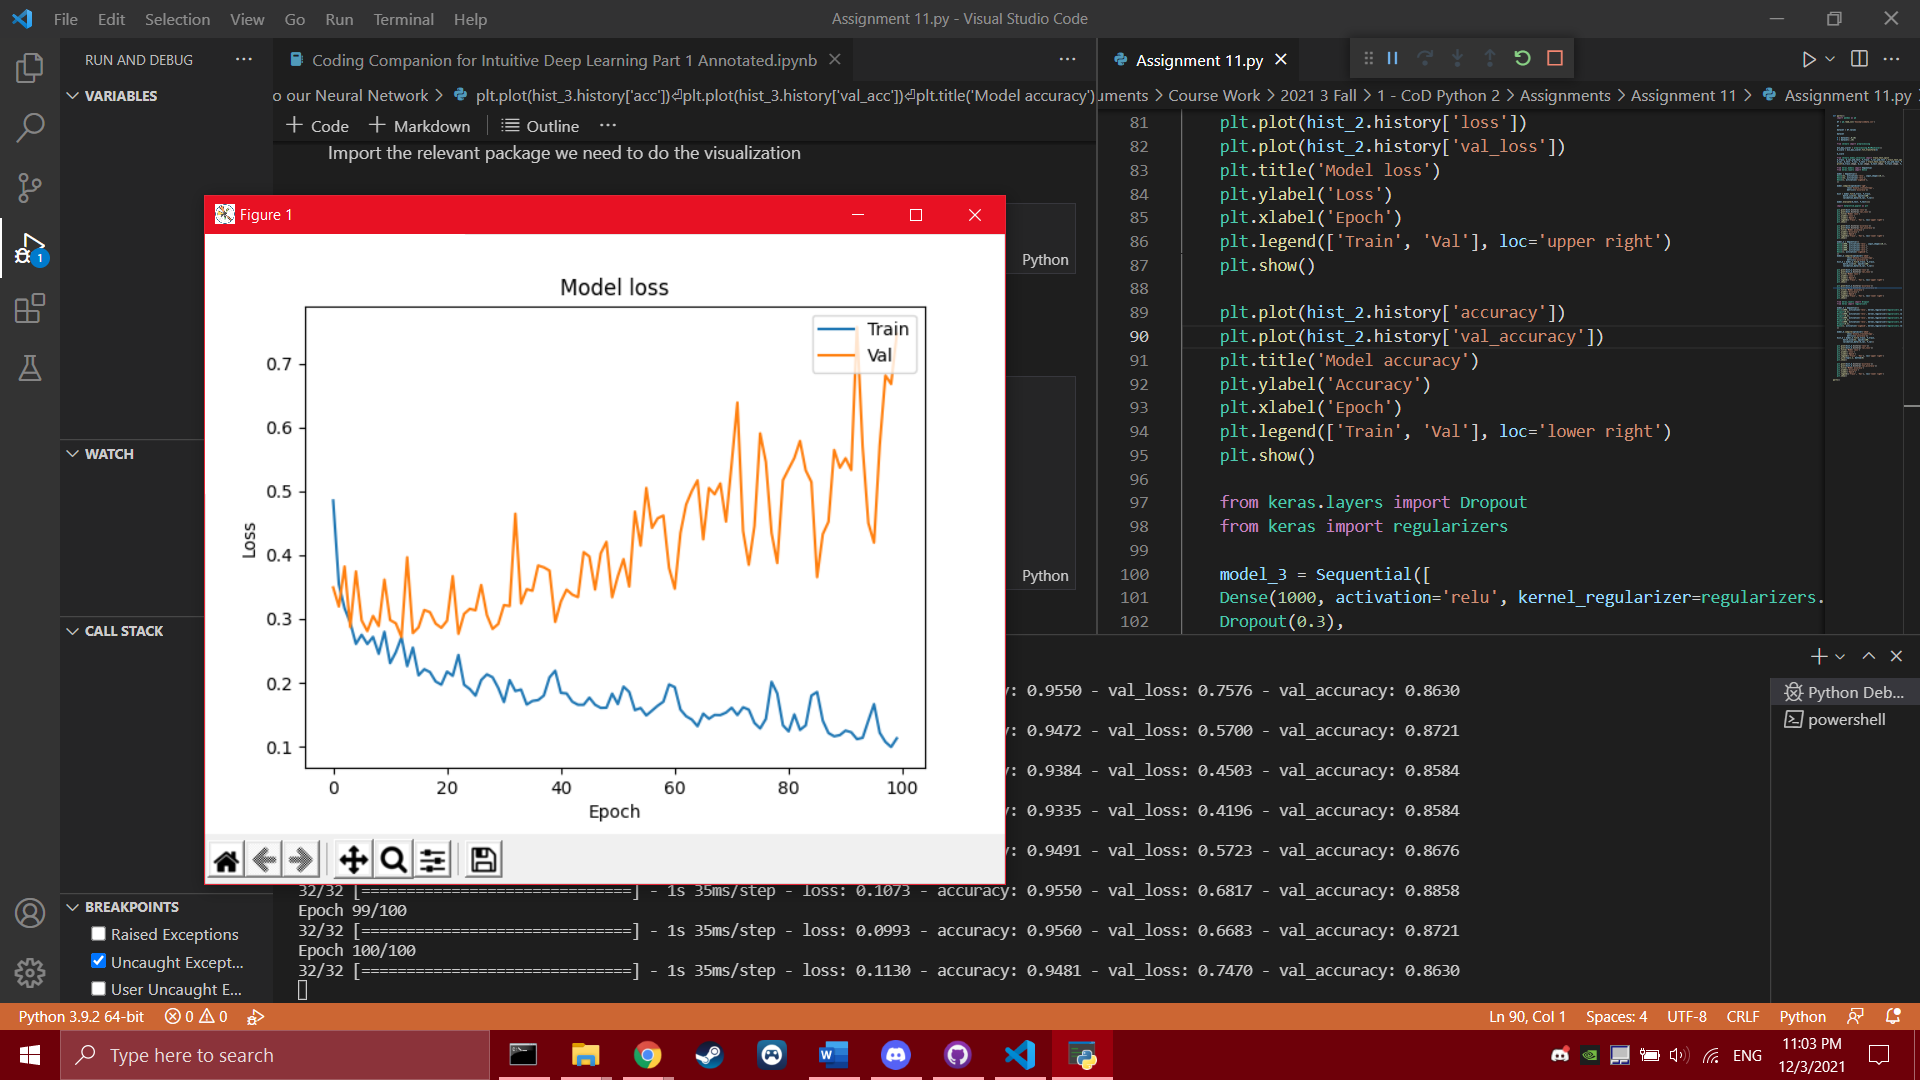 File Edit Selection View Go Run Terminal Help
Assignment 11.py - Visual Studio Code
RUN AND DEBUG
VARIABLES
WATCH
CALL STACK
BREAKPOINTS
Raised Exceptions
Uncaught Except...
User Uncaught E...
1
Coding Companion for Intuitive Deep Learning Part 1 Annotated.ipynb
o our Neural Network > plt.plot(hist_3.history['acc'])⏎plt.plot(hist_3.history['val_acc'])⏎plt.title('Model accuracy')
Code Markdown Outline ...
Import the relevant package we need to do the visualization
Python
Python
Figure 1
Model loss
Train
Val
0.7
0.6
0.5
0.4
0.3
0.2
0.1
Loss
0 20 40 60 80 100
Epoch
Assignment 11.py
uments > Course Work > 2021 3 Fall > 1 - CoD Python 2 > Assignments > Assignment 11 > Assignment 11.py
81 plt.plot(hist_2.history['loss'])
82 plt.plot(hist_2.history['val_loss'])
83 plt.title('Model loss')
84 plt.ylabel('Loss')
85 plt.xlabel('Epoch')
86 plt.legend(['Train', 'Val'], loc='upper right')
87 plt.show()
88
89 plt.plot(hist_2.history['accuracy'])
90 plt.plot(hist_2.history['val_accuracy'])
91 plt.title('Model accuracy')
92 plt.ylabel('Accuracy')
93 plt.xlabel('Epoch')
94 plt.legend(['Train', 'Val'], loc='lower right')
95 plt.show()
96
97 from keras.layers import Dropout
98 from keras import regularizers
99
100 model_3 = Sequential([
101 Dense(1000, activation='relu', kernel_regularizer=regularizers.
102 Dropout(0.3),
Python Deb...
powershell
: 0.9550 - val_loss: 0.7576 - val_accuracy: 0.8630
: 0.9472 - val_loss: 0.5700 - val_accuracy: 0.8721
: 0.9384 - val_loss: 0.4503 - val_accuracy: 0.8584
: 0.9335 - val_loss: 0.4196 - val_accuracy: 0.8584
: 0.9491 - val_loss: 0.5723 - val_accuracy: 0.8676
32/32 [==============================] - 1s 35ms/step - loss: 0.1073 - accuracy: 0.9550 - val_loss: 0.6817 - val_accuracy: 0.8858
Epoch 99/100
32/32 [==============================] - 1s 35ms/step - loss: 0.0993 - accuracy: 0.9560 - val_loss: 0.6683 - val_accuracy: 0.8721
Epoch 100/100
32/32 [==============================] - 1s 35ms/step - loss: 0.1130 - accuracy: 0.9481 - val_loss: 0.7470 - val_accuracy: 0.8630
Python 3.9.2 64-bit 0 0
Ln 90, Col 1 Spaces: 4 UTF-8 CRLF Python
Type here to search
ENG
11:03 PM
12/3/2021